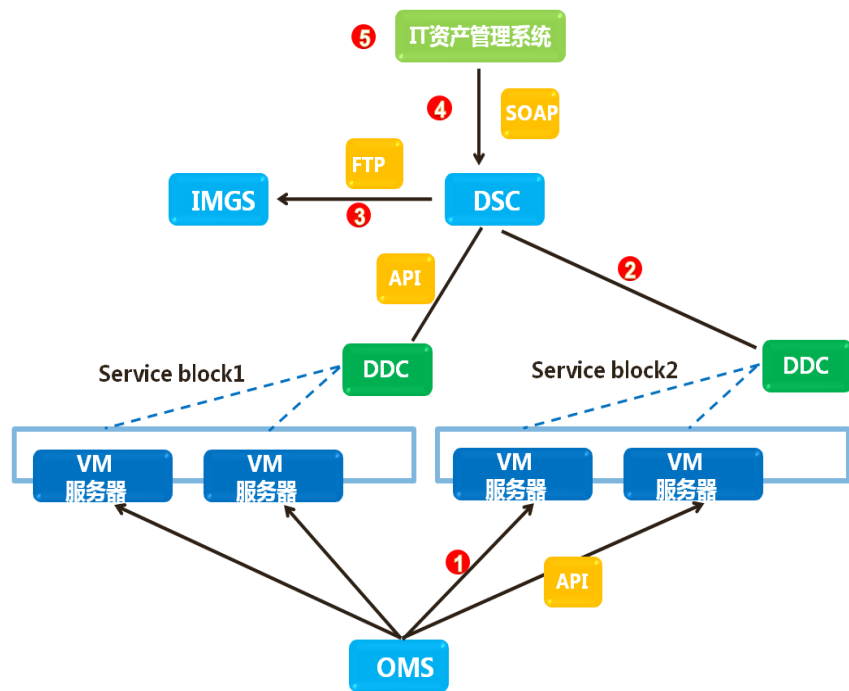 5
IT资产管理系统
4
SOAP
FTP
IMGS
DSC
3
API
2
Service block1
DDC
Service block2
DDC
VM
服务器
VM
服务器
VM
服务器
VM
服务器
1
API
OMS